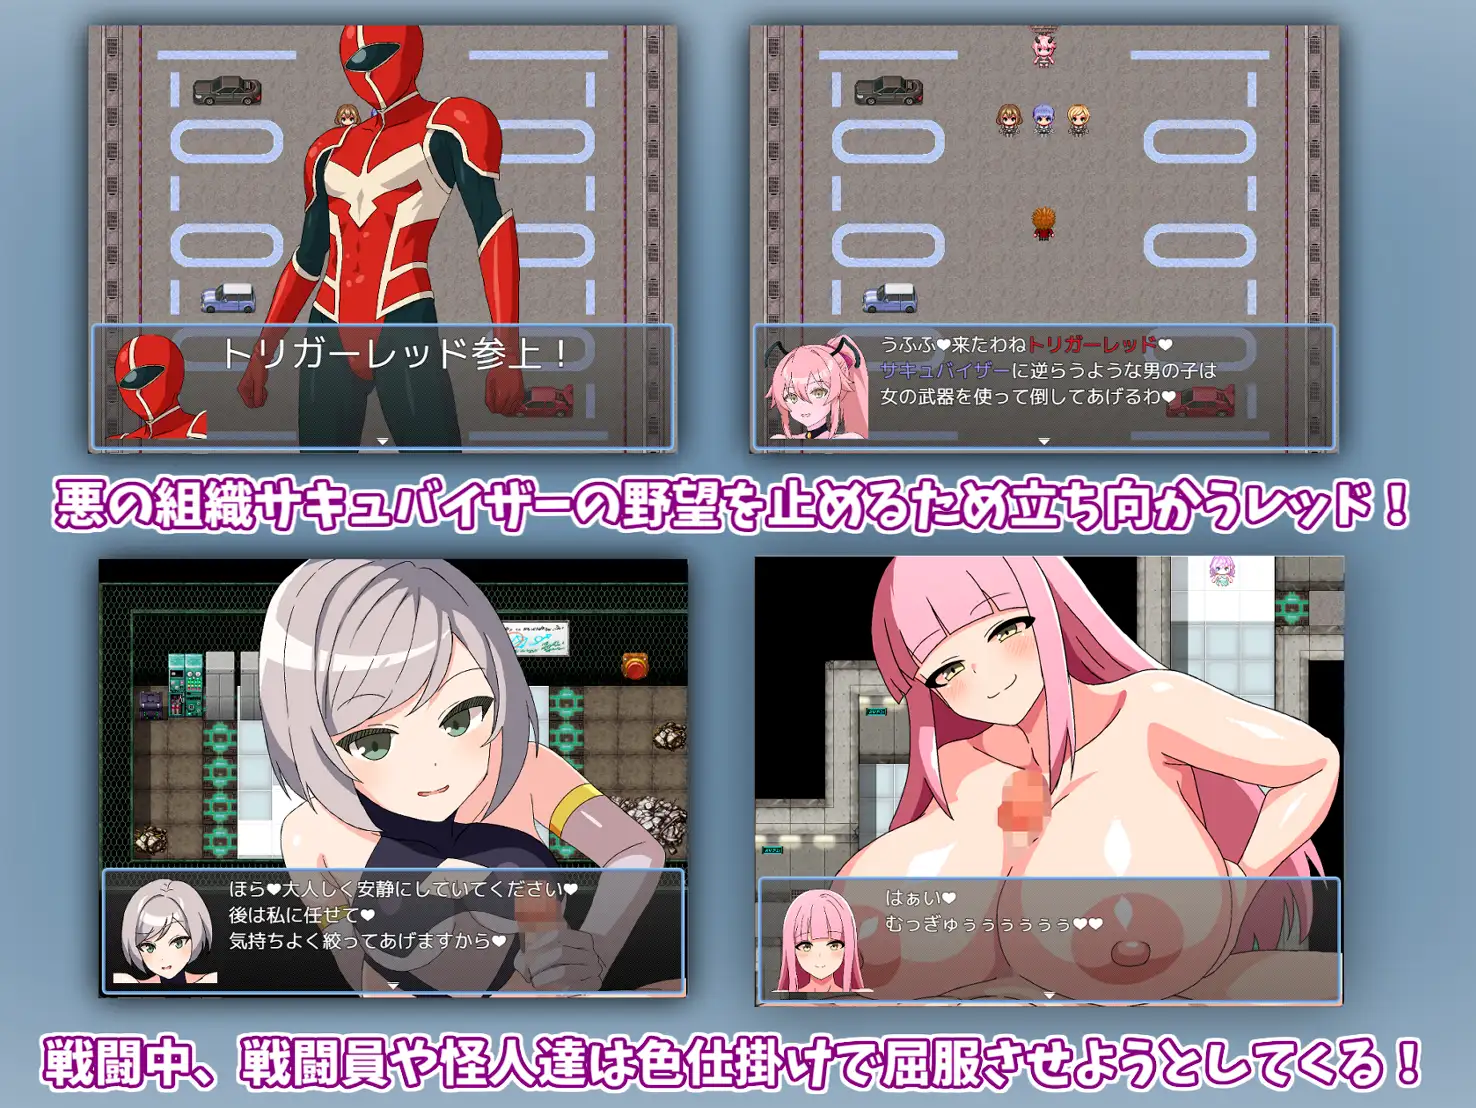 トリガーレッド参上！
うふふ♥来たわねトリガーレッド♥
サキュバイザーに逆らうような男の子は
女の武器を使って倒してあげるわ♥
悪の組織サキュバイザーの野望を止めるため立ち向かうレッド！
ほら♥大人しく安静にしていてください♥
後は私に任せて♥
気持ちよく絞ってあげますから♥
はぁい♥
むっぎゅぅぅぅぅぅぅ♥♥
戦闘中、戦闘員や怪人達は色仕掛けで屈服させようとしてくる！